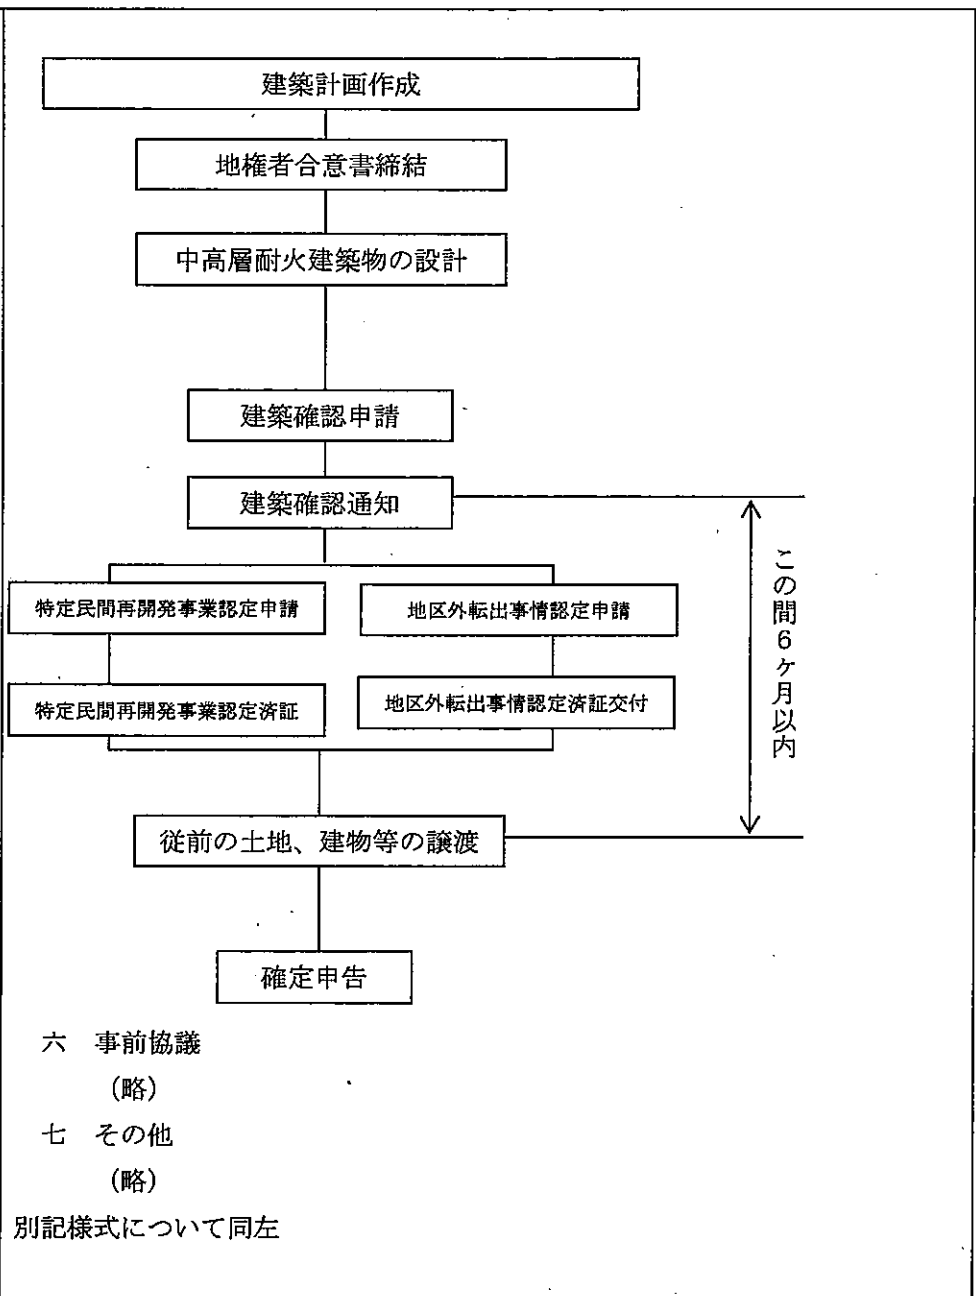 建築計画作成
地権者合意書締結
中高層耐火建築物の設計
建築確認申請
建築確認通知
特定民間再開発事業認定申請
地区外転出事情認定申請
特定民間再開発事業認定済証
地区外転出事情認定済証交付
この間6ヶ月以内
従前の土地、建物等の譲渡
確定申告
六　事前協議
（略）
七　その他
（略）
別記様式について同左